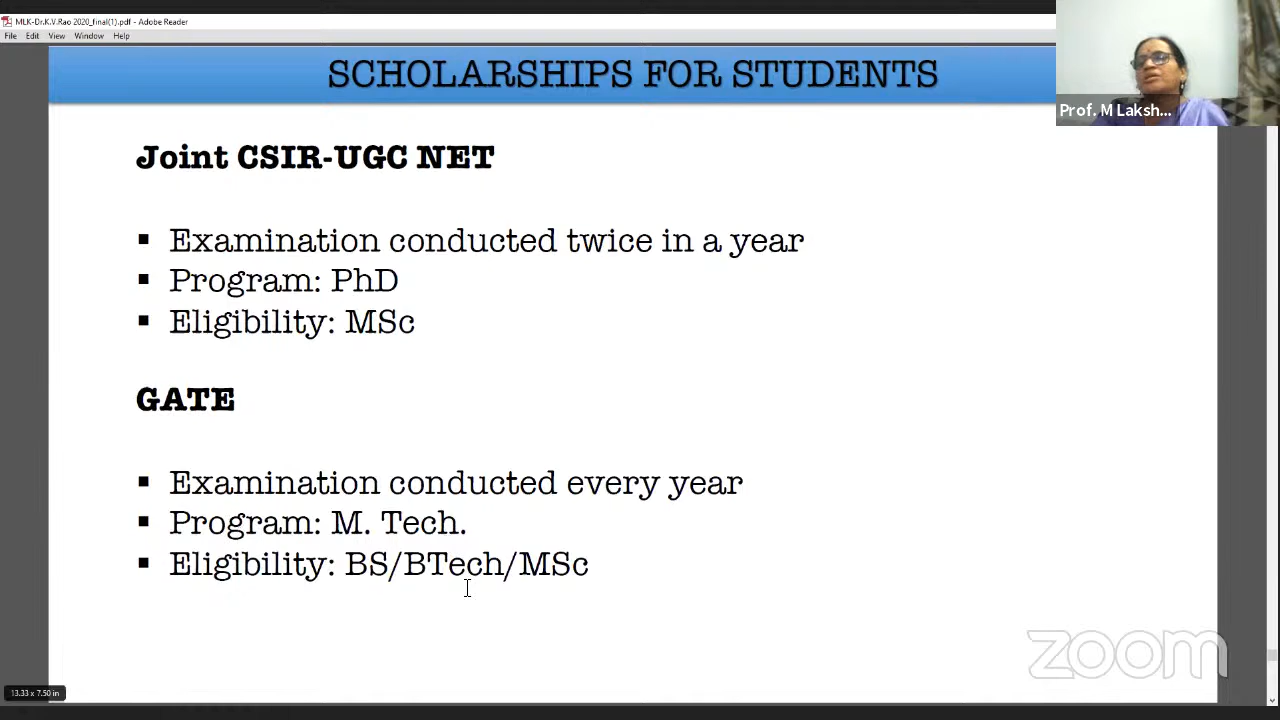 MLK-Dr.K.V.Rao 2020_final(1).pdf - Adobe Reader
File Edit View Window Help
SCHOLARSHIPS FOR STUDENTS
Prof. M Laksh...
Joint CSIR-UGC NET
▪ Examination conducted twice in a year
▪ Program: PhD
▪ Eligibility: MSc
GATE
▪ Examination conducted every year
▪ Program: M. Tech.
▪ Eligibility: BS/BTech/MSc
zoom
13.33 x 7.50 in